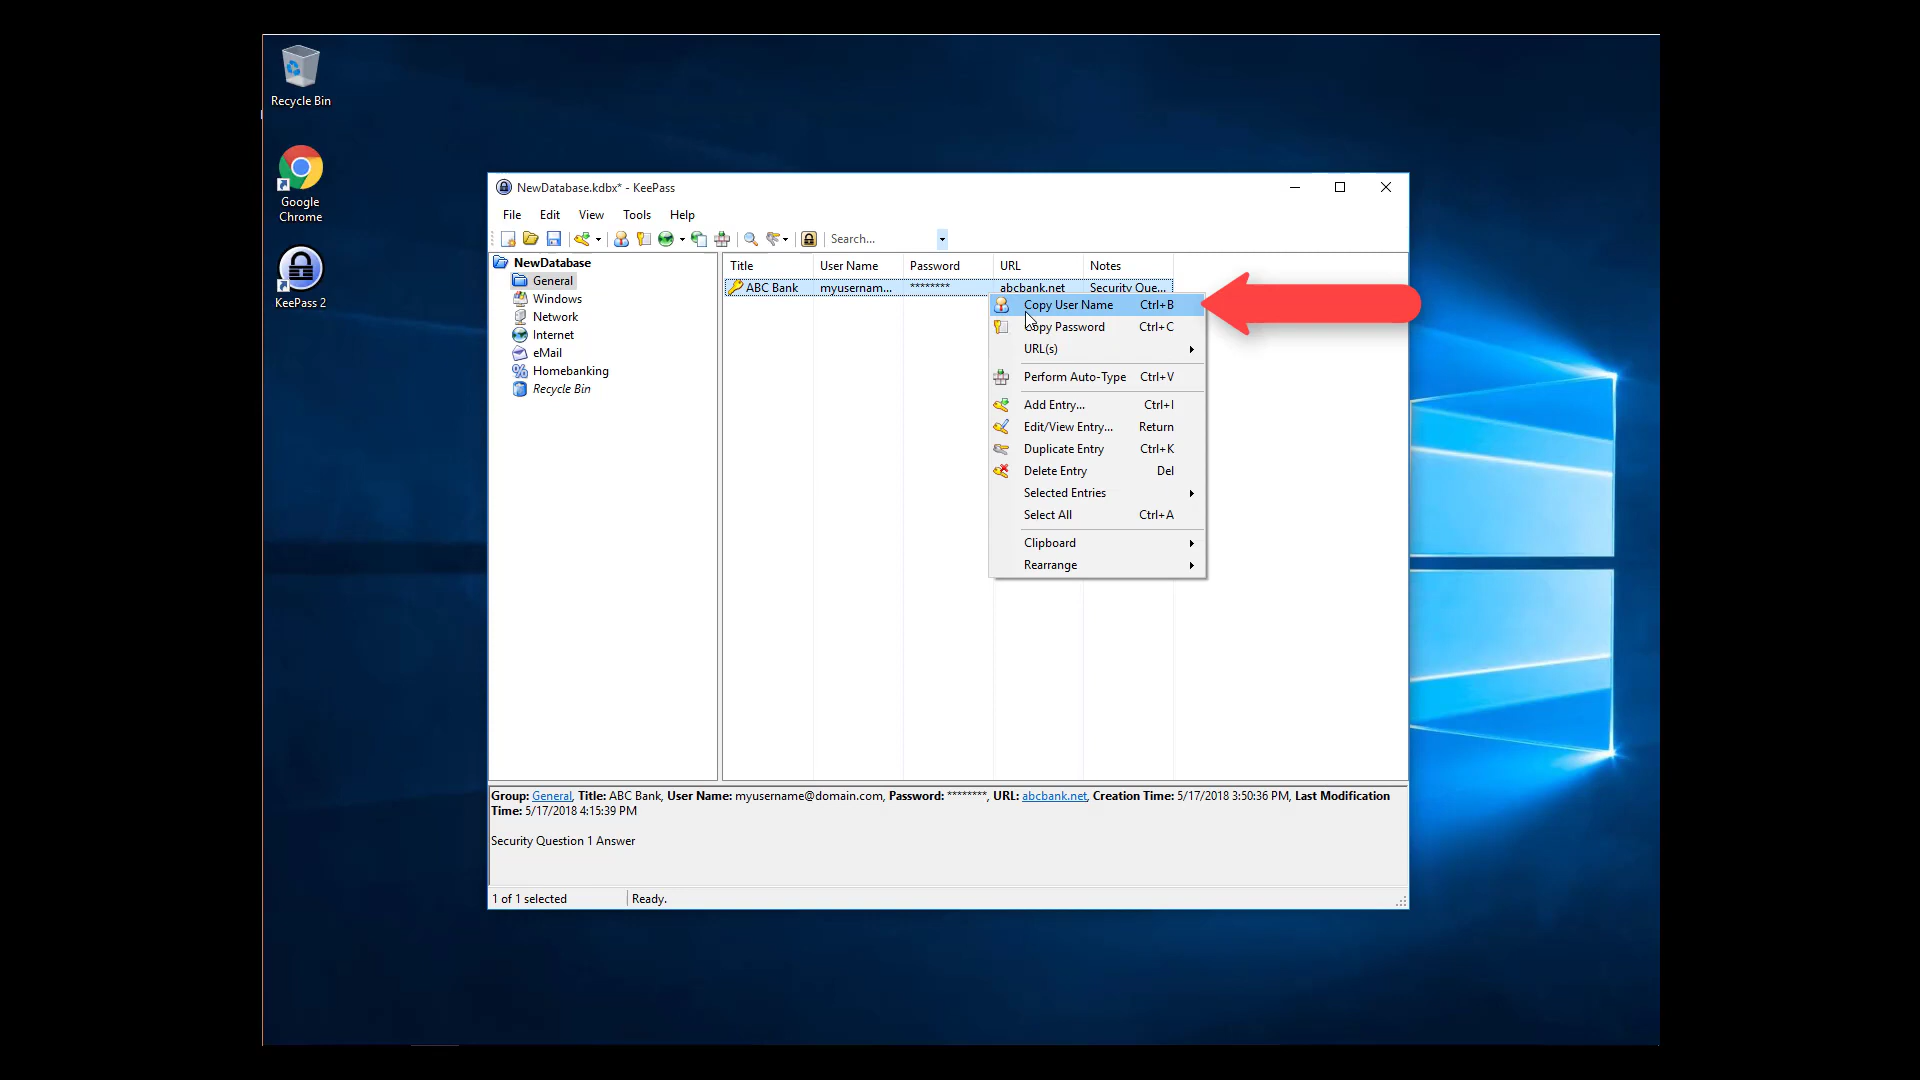 Recycle Bin
Google
Chrome
KeePass 2
NewDatabase.kdbx* - KeePass
File Edit View Tools Help
Search...
NewDatabase
General
Windows
Network
Internet
eMail
Homebanking
Recycle Bin
Title User Name Password URL Notes
ABC Bank myusernam... ******** abcbank.net Security Que...
Copy User Name Ctrl+B
Copy Password Ctrl+C
URL(s)
Perform Auto-Type Ctrl+V
Add Entry... Ctrl+I
Edit/View Entry... Return
Duplicate Entry Ctrl+K
Delete Entry Del
Selected Entries
Select All Ctrl+A
Clipboard
Rearrange
Group: General, Title: ABC Bank, User Name: myusername@domain.com, Password: ********, URL: abcbank.net, Creation Time: 5/17/2018 3:50:36 PM, Last Modification
Time: 5/17/2018 4:15:39 PM
Security Question 1 Answer
1 of 1 selected Ready.